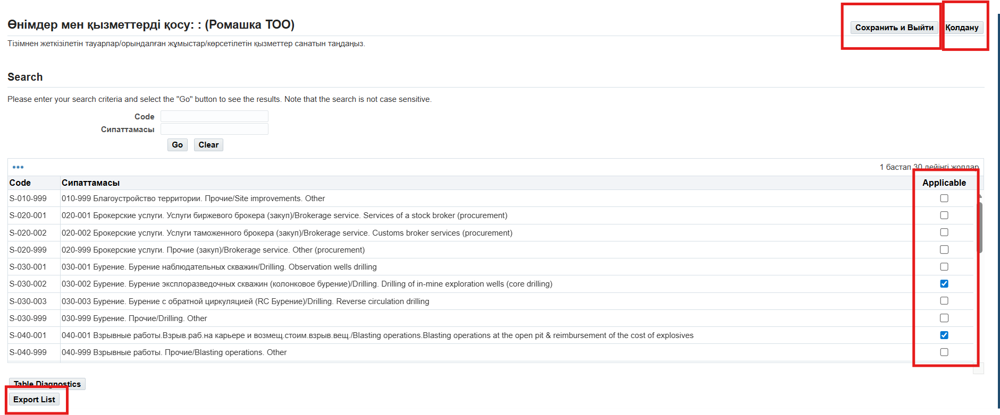 Өнімдер мен қызметтерді қосу: : (Ромашка ТОО)
Сохранить и Выйти
Қолдану
Тізімнен жеткізілетін тауарлар/орындалған жұмыстар/көрсетілетін қызметтер санатын таңдаңыз.
Search
Please enter your search criteria and select the "Go" button to see the results. Note that the search is not case sensitive.
Code
Сипаттамасы
Go Clear
1 бастап 30 дейінгі жолдар
Code Сипаттамасы Applicable
S-010-999 010-999 Благоустройство территории. Прочие/Site improvements. Other
S-020-001 020-001 Брокерские услуги. Услуги биржевого брокера (закуп)/Brokerage service. Services of a stock broker (procurement)
S-020-002 020-002 Брокерские услуги. Услуги таможенного брокера (закуп)/Brokerage service. Customs broker services (procurement)
S-020-999 020-999 Брокерские услуги. Прочие (закуп)/Brokerage service. Other (procurement)
S-030-001 030-001 Бурение. Бурение наблюдательных скважин/Drilling. Observation wells drilling
S-030-002 030-002 Бурение. Бурение эксплоразведочных скважин (колонковое бурение)/Drilling. Drilling of in-mine exploration wells (core drilling)
S-030-003 030-003 Бурение. Бурение с обратной циркуляцией (RC Бурение)/Drilling. Reverse circulation drilling
S-030-999 030-999 Бурение. Прочие/Drilling. Other
S-040-001 040-001 Взрывные работы.Взрыв.раб.на карьере и возмещ.стоим.взрыв.вещ./Blasting operations.Blasting operations at the open pit & reimbursement of the cost of explosives
S-040-999 040-999 Взрывные работы. Прочие/Blasting operations. Other
Table Diagnostics
Export List